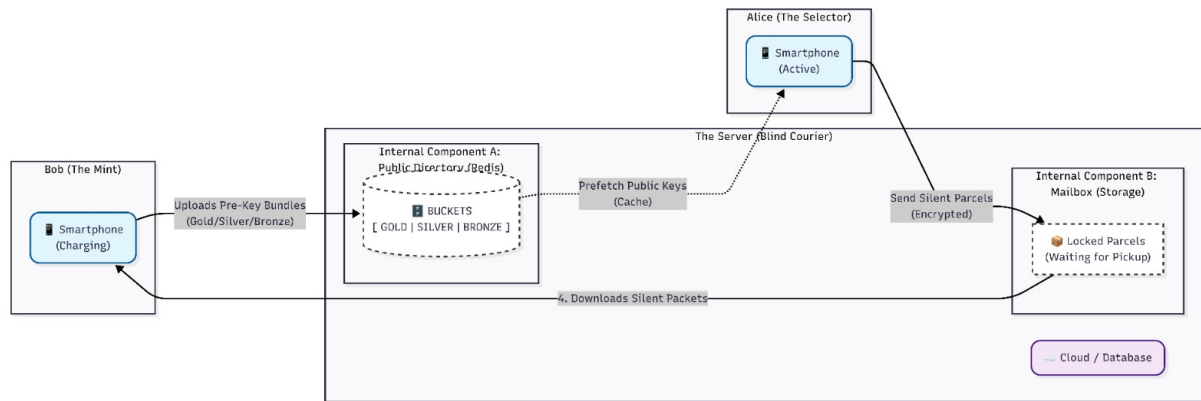 Alice (The Selector)
📱 Smartphone
(Active)
The Server (Blind Courier)
Bob (The Mint)
📱 Smartphone
(Charging)
Uploads Pre-Key Bundles
(Gold/Silver/Bronze)
Internal Component A:
Public Directory (Redis)
🗄️ BUCKETS
[ GOLD | SILVER | BRONZE ]
Prefetch Public Keys
(Cache)
Send Silent Parcels
(Encrypted)
Internal Component B:
Mailbox (Storage)
📦 Locked Parcels
(Waiting for Pickup)
4. Downloads Silent Packets
☁️ Cloud / Database